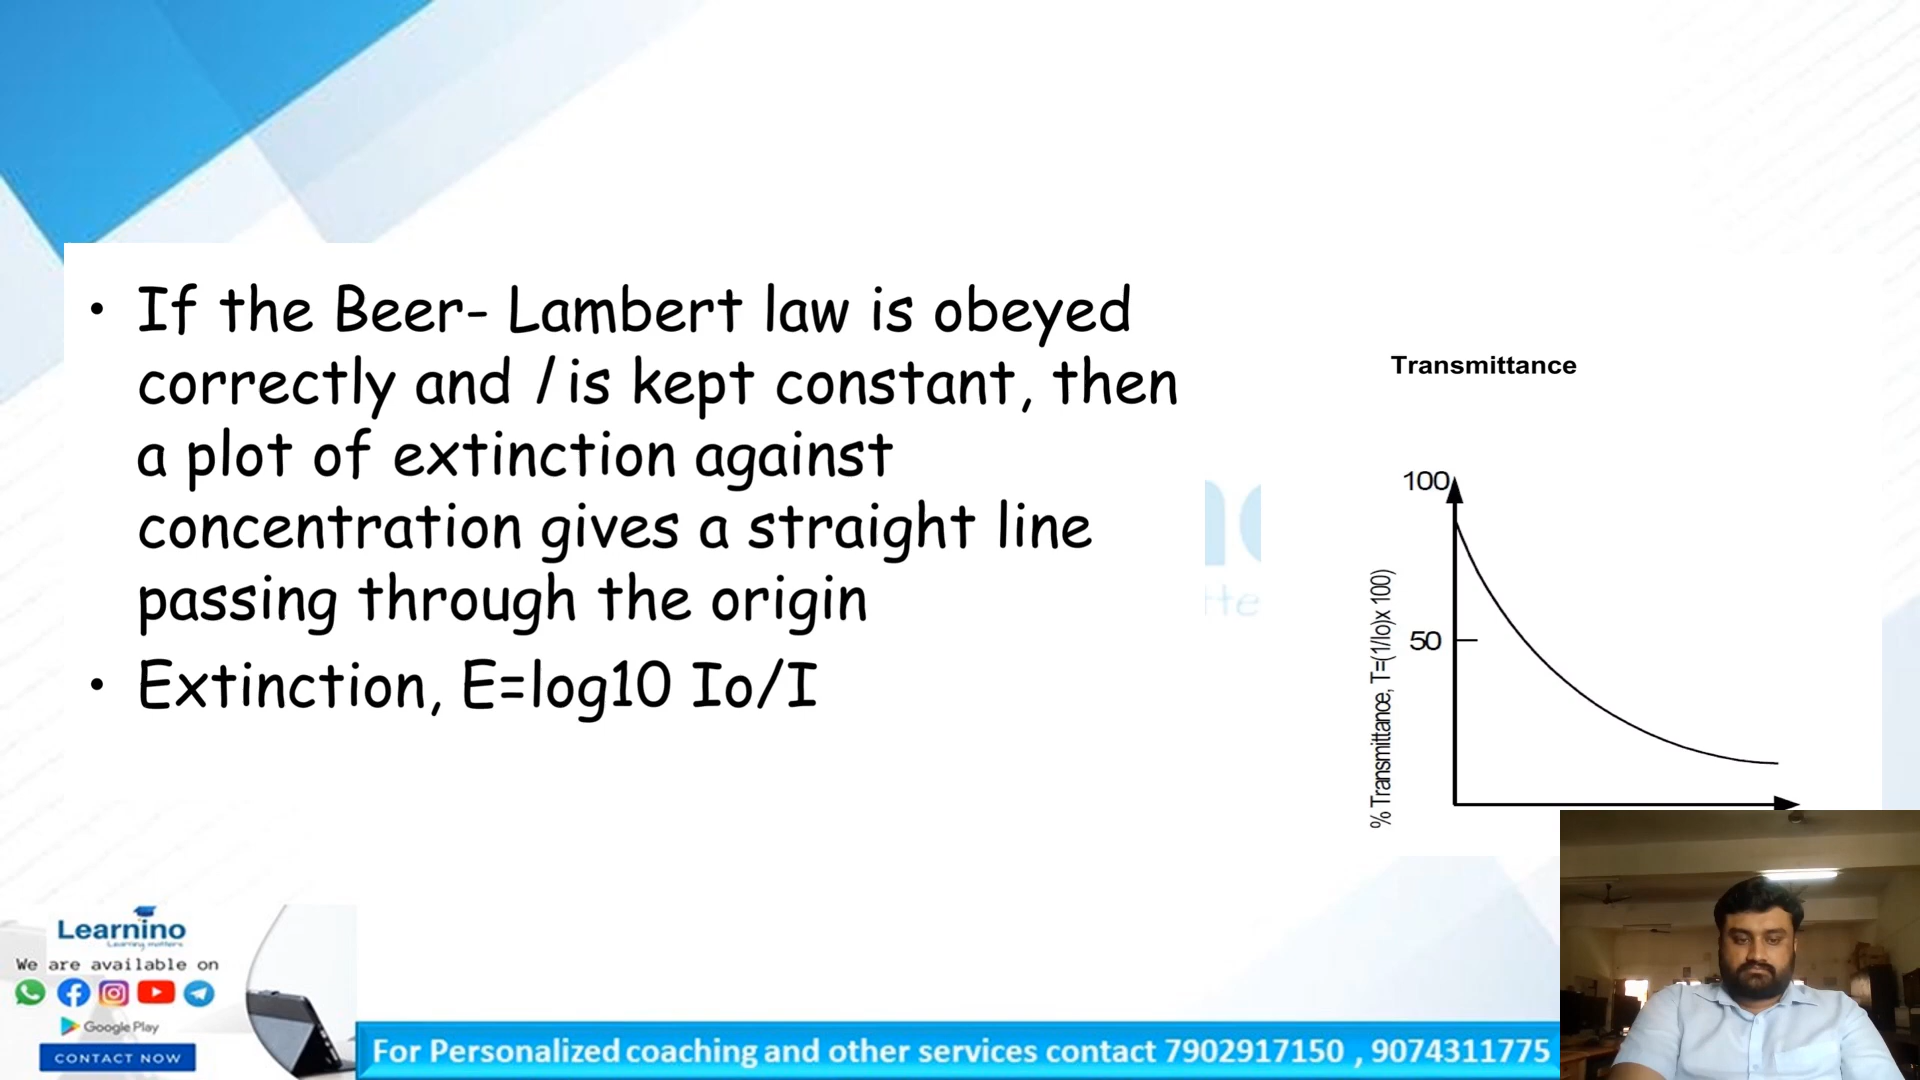 • If the Beer- Lambert law is obeyed
correctly and l is kept constant, then
a plot of extinction against
concentration gives a straight line
passing through the origin
• Extinction, E=log10 Io/I
Transmittance
100
50
% Transmittance, T=(1/Io)x 100)
Learnino
Learning matters
We are available on
Google Play
CONTACT NOW
For Personalized coaching and other services contact 7902917150 , 9074311775